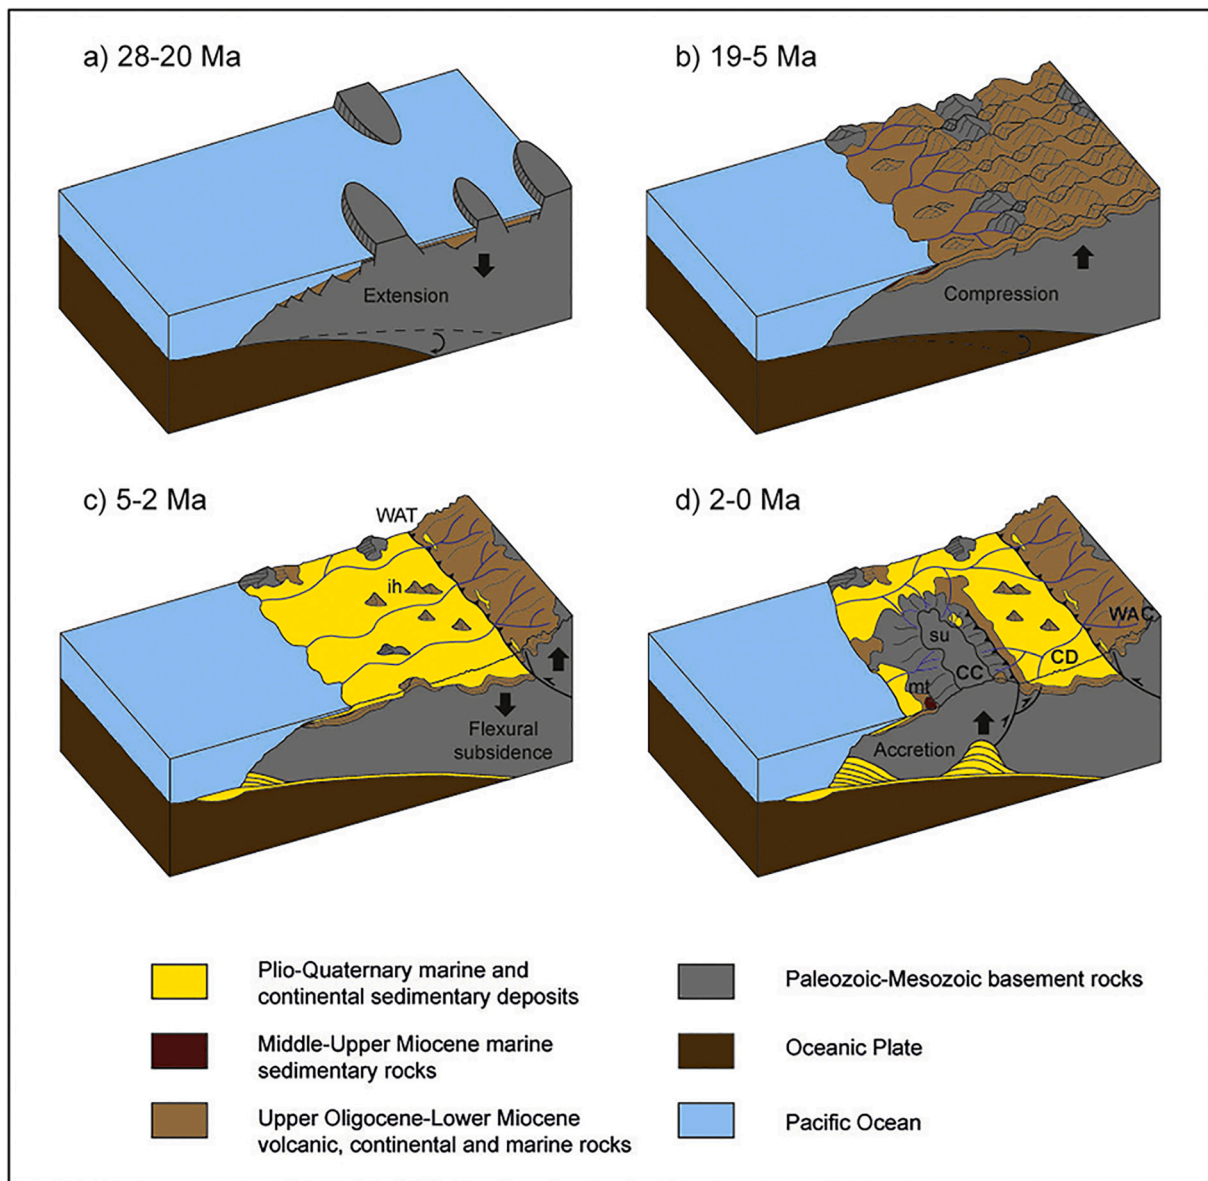 a) 28-20 Ma
b) 19-5 Ma
Extension
Compression
c) 5-2 Ma
d) 2-0 Ma
WAT
ih
Flexural
subsidence
WAC
su
CD
CC
mt
Accretion
Plio-Quaternary marine and
continental sedimentary deposits
Paleozoic-Mesozoic basement rocks
Middle-Upper Miocene marine
sedimentary rocks
Oceanic Plate
Upper Oligocene-Lower Miocene
volcanic, continental and marine rocks
Pacific Ocean